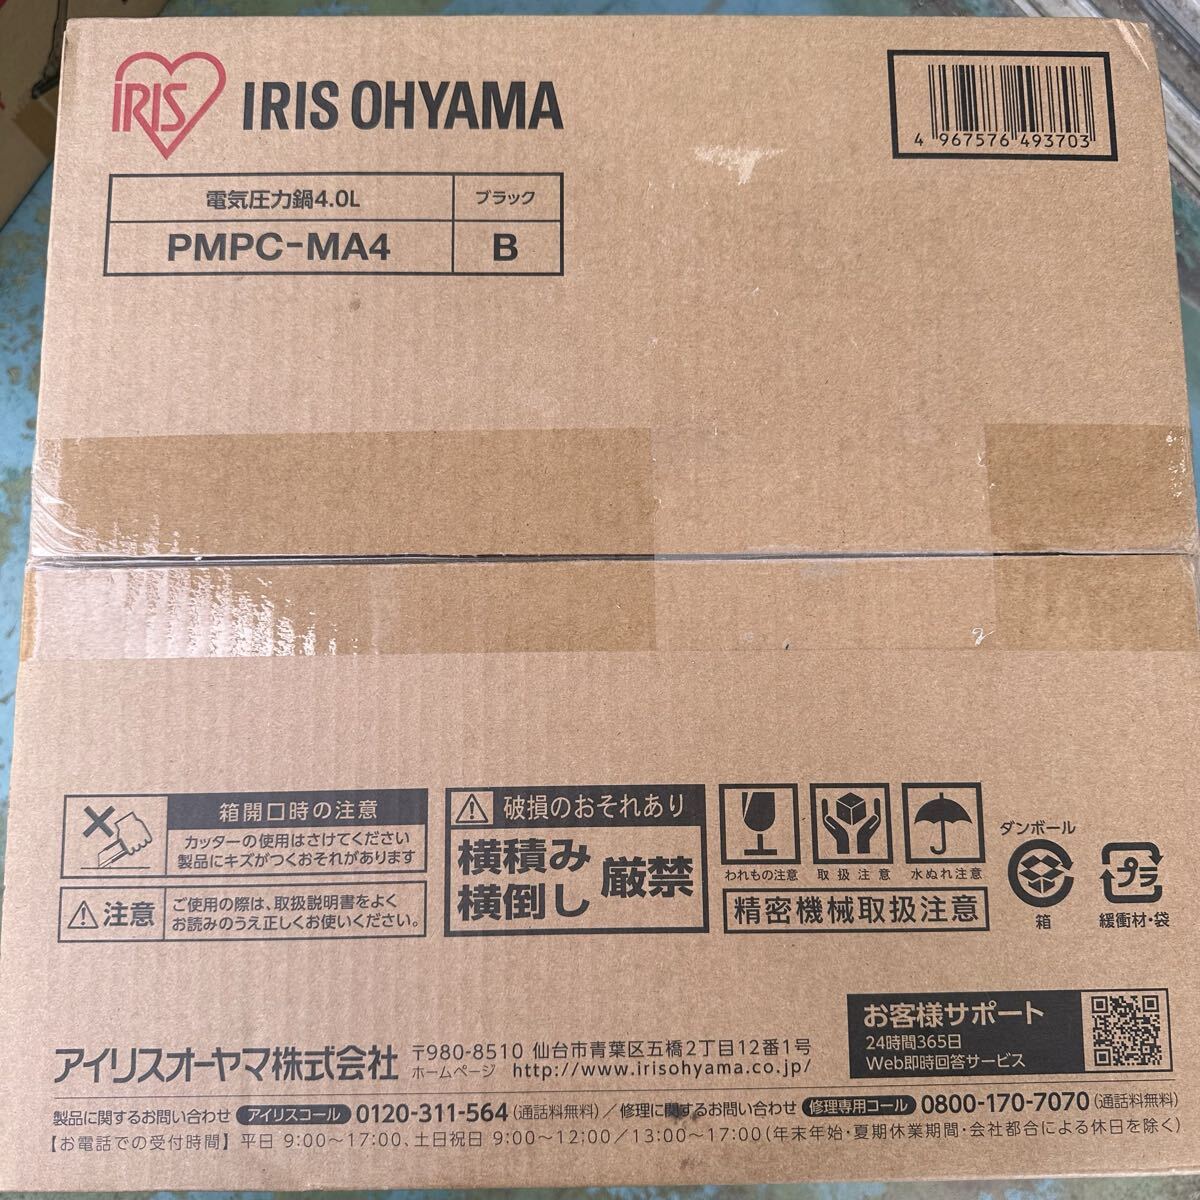 IRIS
IRIS OHYAMA
4 967576 493703
電気圧力鍋4.0L ブラック
PMPC-MA4 B
箱開口時の注意
カッターの使用はさけてください
製品にキズがつくおそれがあります
注意
ご使用の際は、取扱説明書をよく
お読みのうえ正しくお使いください。
破損のおそれあり
横積み
横倒し
厳禁
われもの注意 取扱注意 水ぬれ注意
精密機械取扱注意
ダンボール
箱
プラ
緩衝材・袋
お客様サポート
24時間365日
Web即時回答サービス
アイリスオーヤマ株式会社
〒980-8510 仙台市青葉区五橋2丁目12番1号
ホームページ http://www.irisohyama.co.jp/
製品に関するお問い合わせ アイリスコール 0120-311-564(通話料無料)/修理に関するお問い合わせ 修理専用コール 0800-170-7070(通話料無料)
【お電話での受付時間】平日 9:00～17:00、土日祝日 9:00～12:00/13:00～17:00(年末年始・夏期休業期間・会社都合による休日を除く)